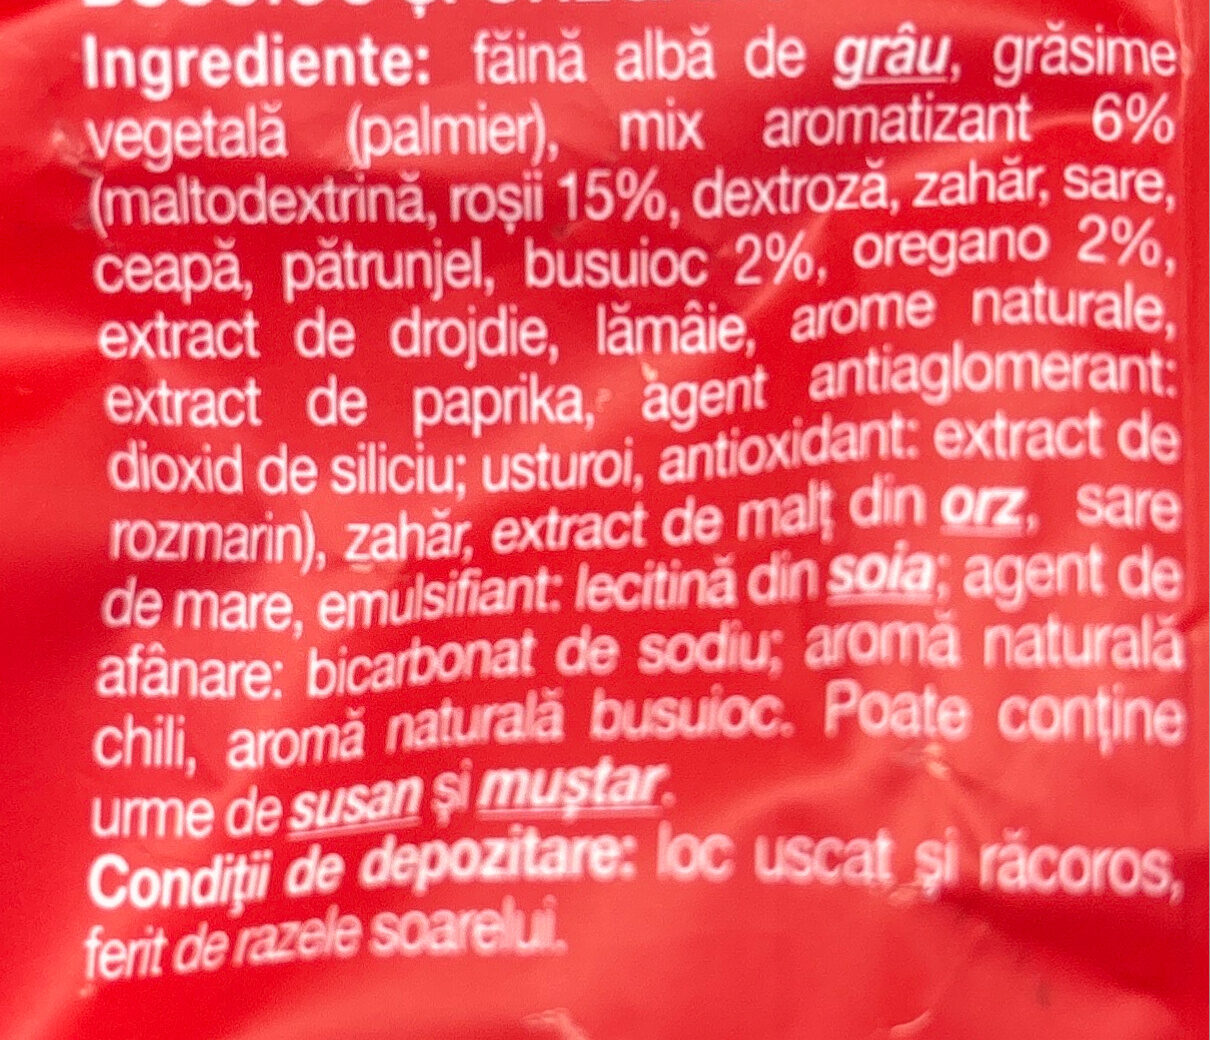 Ingrediente: făină albă de grâu, grăsime
vegetală (palmier), mix aromatizant 6%
(maltodextrină, roșii 15%, dextroză, zahăr, sare,
ceapă, pătrunjel, busuioc 2%, oregano 2%,
extract de drojdie, lămâie, arome naturale,
extract de paprika, agent antiaglomerant:
dioxid de siliciu; usturoi, antioxidant: extract de
rozmarin), zahăr, extract de malț din orz, sare
de mare, emulsifiant: lecitină din soia; agent de
afânare: bicarbonat de sodiu; aromă naturală
chili, aromă naturală busuioc. Poate conține
urme de susan și muștar.
Condiții de depozitare: loc uscat și răcoros,
ferit de razele soarelui.